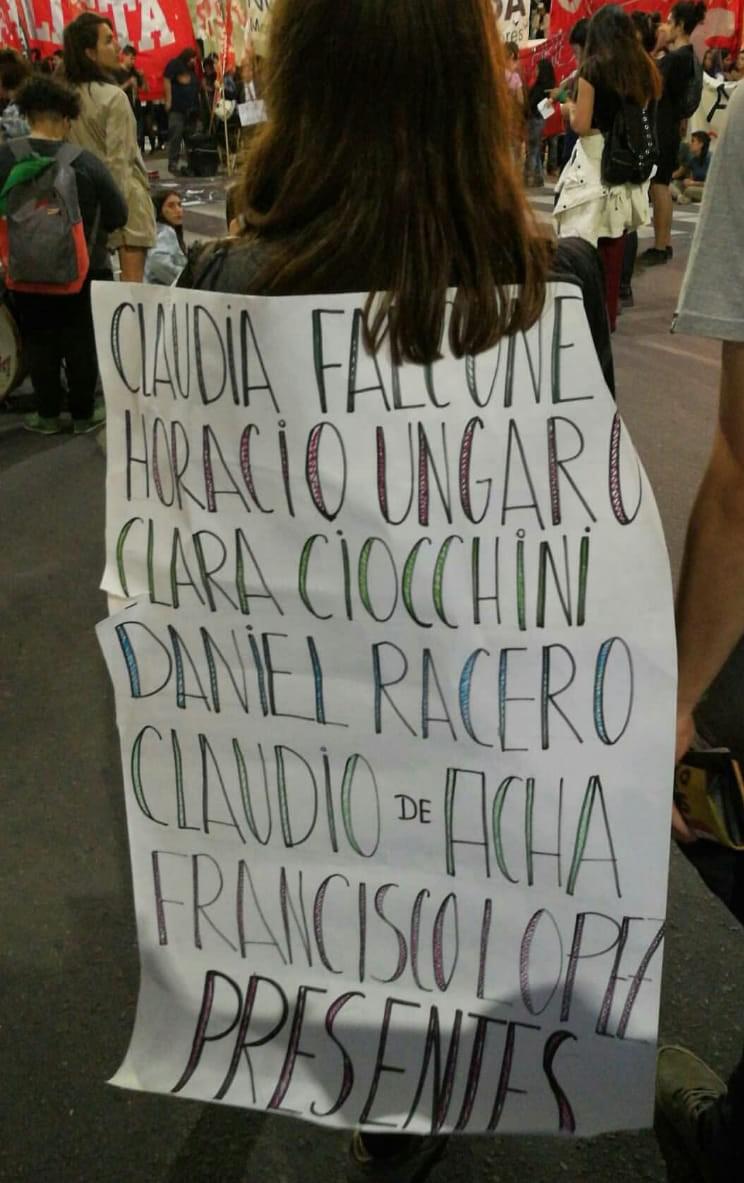 CLAUDIA FALCONE
HORACIO UNGARO
CLARA CIOCCHINI
DANIEL RACERO
CLAUDIO DE ACHA
FRANCISCO LOPEZ
PRESENTES